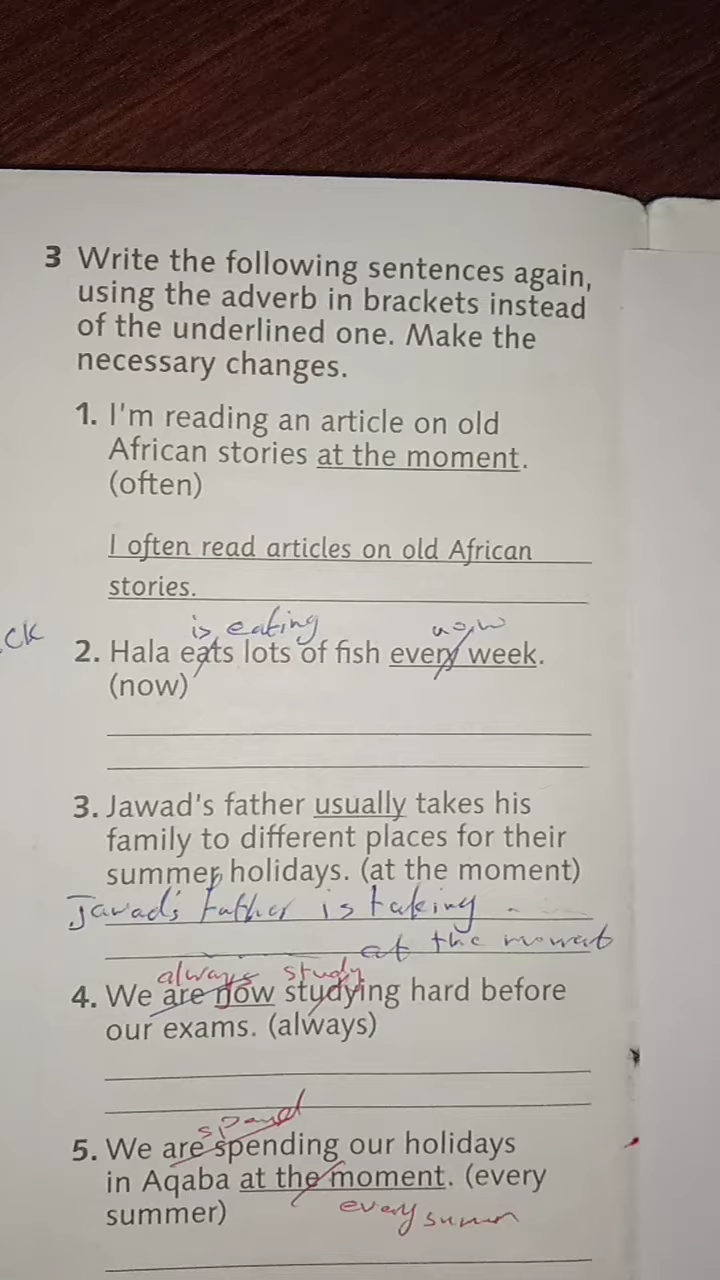 3 Write the following sentences again,
using the adverb in brackets instead
of the underlined one. Make the
necessary changes.
1. I'm reading an article on old
African stories at the moment.
(often)
I often read articles on old African
stories.
is eating now
ck
2. Hala eats lots of fish every week.
(now)
3. Jawad's father usually takes his
family to different places for their
summer holidays. (at the moment)
Jawad's father is taking
at the moment
always study
4. We are now studying hard before
our exams. (always)
spend
5. We are spending our holidays
in Aqaba at the moment. (every
summer)
every summer